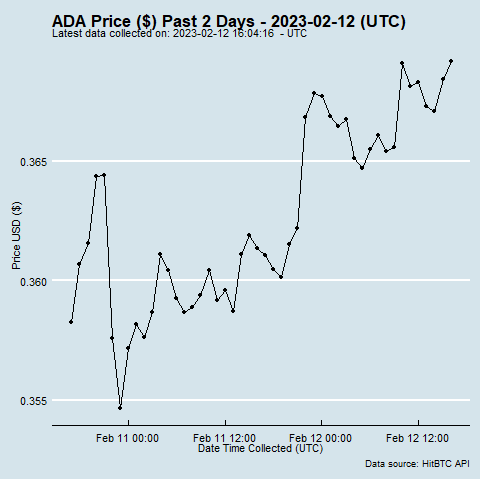 ADA Price ($) Past 2 Days - 2023-02-12 (UTC)
Latest data collected on: 2023-02-12 16:04:16  - UTC
0.365
0.360
0.355
Price USD ($)
Feb 11 00:00 Feb 11 12:00 Feb 12 00:00 Feb 12 12:00
Date Time Collected (UTC)
Data source: HitBTC API